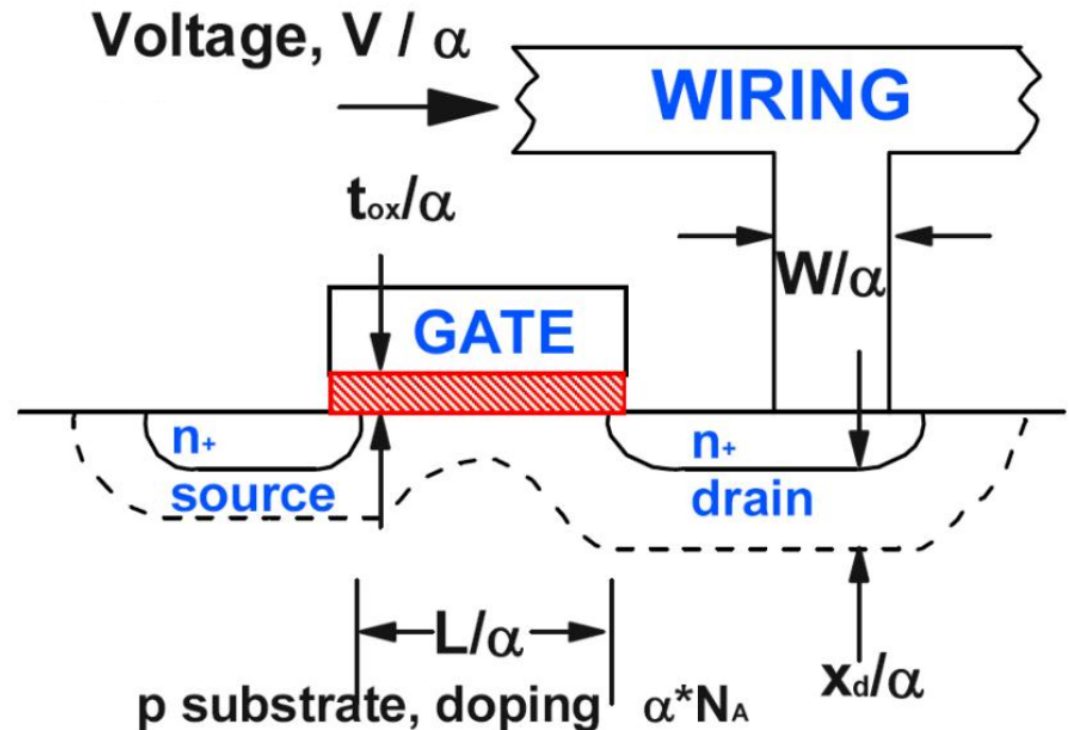 Voltage, V / α
WIRING
tox/α
W/α
GATE
n+
source
n+
drain
L/α
xd/α
p substrate, doping α*NA